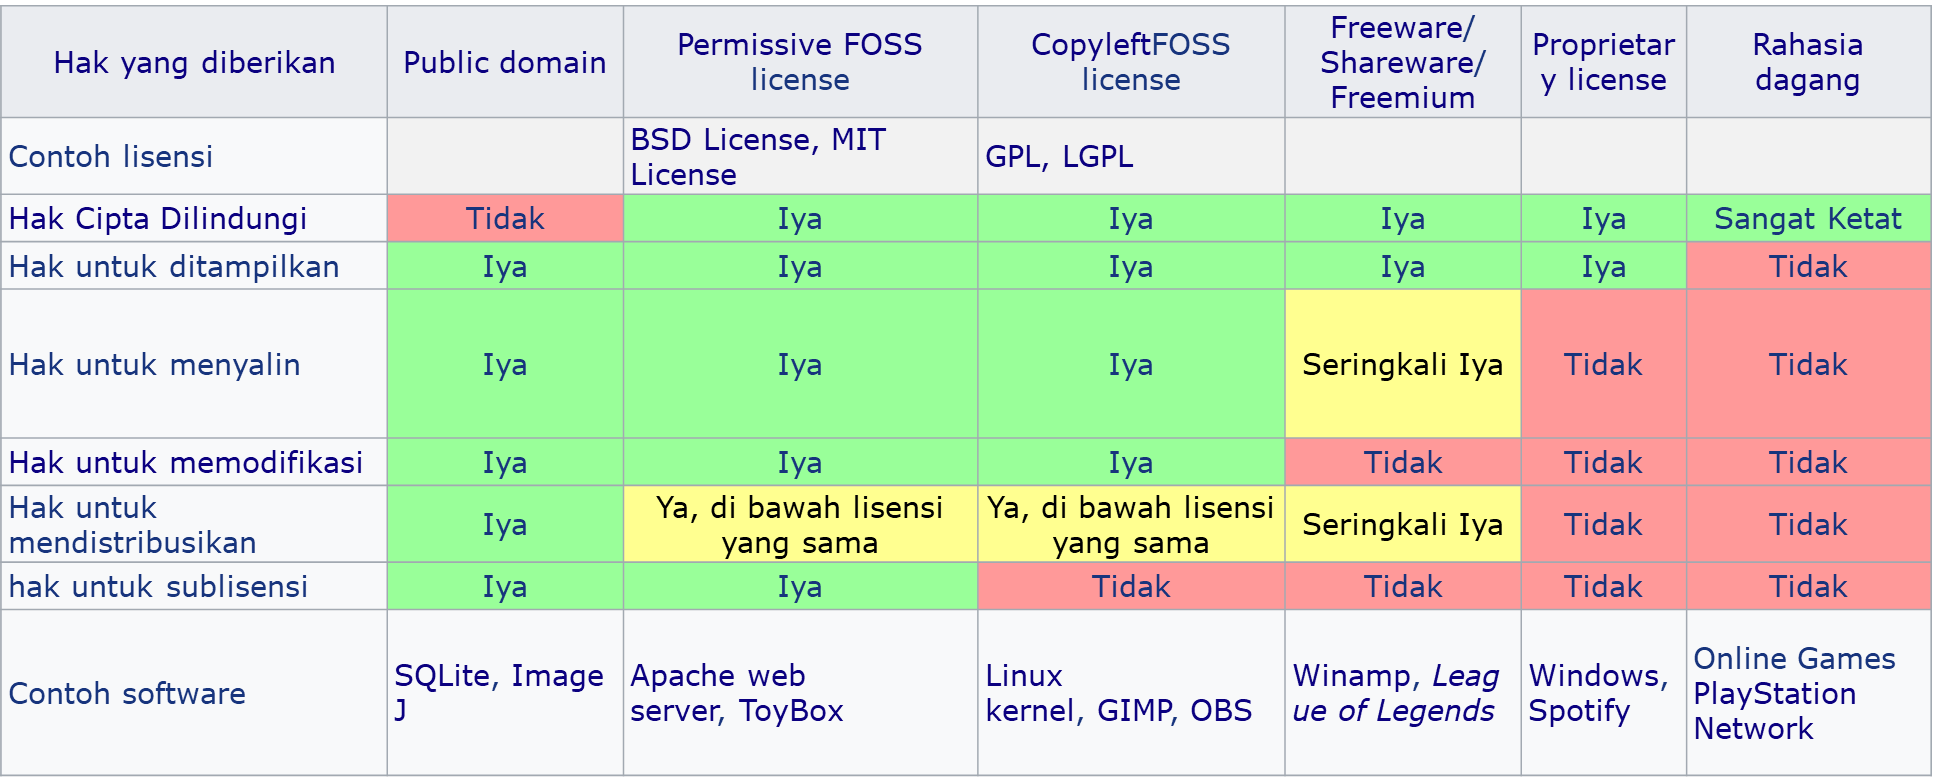 Hak yang diberikan
Public domain
Permissive FOSS
license
CopyleftFOSS
license
Freeware/
Shareware/
Freemium
Proprietar
y license
Rahasia
dagang
Contoh lisensi
BSD License, MIT
License
GPL, LGPL
Hak Cipta Dilindungi
Tidak
Iya
Iya
Iya
Iya
Sangat Ketat
Hak untuk ditampilkan
Iya
Iya
Iya
Iya
Iya
Tidak
Hak untuk menyalin
Iya
Iya
Iya
Seringkali Iya
Tidak
Tidak
Hak untuk memodifikasi
Iya
Iya
Iya
Tidak
Tidak
Tidak
Hak untuk
mendistribusikan
Iya
Ya, di bawah lisensi
yang sama
Ya, di bawah lisensi
yang sama
Seringkali Iya
Tidak
Tidak
hak untuk sublisensi
Iya
Iya
Tidak
Tidak
Tidak
Tidak
Contoh software
SQLite, Image
J
Apache web
server, ToyBox
Linux
kernel, GIMP, OBS
Winamp, Leag
ue of Legends
Windows,
Spotify
Online Games
PlayStation
Network